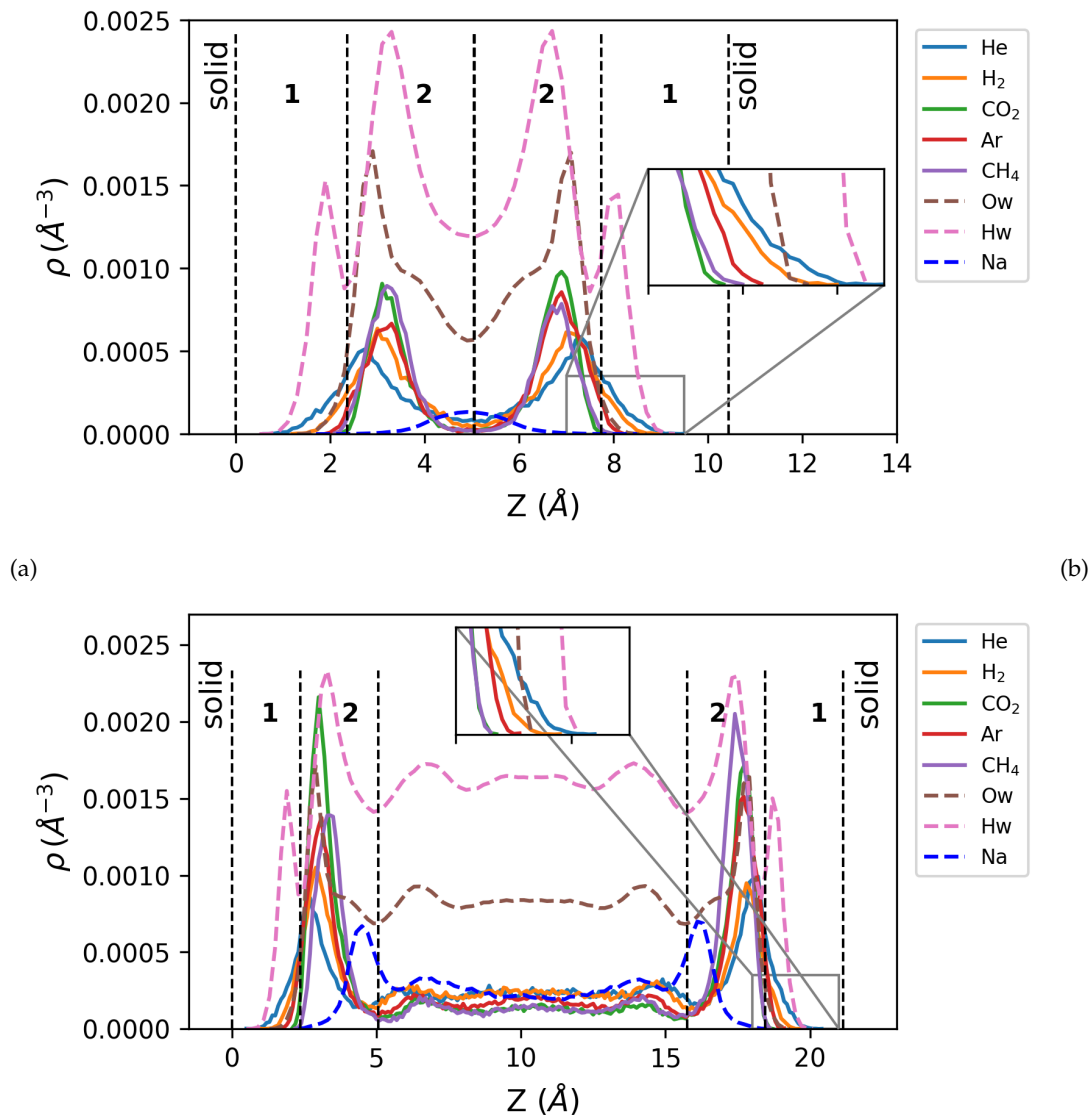 0.0025
0.0020
0.0015
0.0010
0.0005
0.0000
ρ (Å⁻³)
solid
1
2
2
1
solid
0 2 4 6 8 10 12 14
Z (Å)
He
H₂
CO₂
Ar
CH₄
Ow
Hw
Na
(a)
(b)
0.0025
0.0020
0.0015
0.0010
0.0005
0.0000
ρ (Å⁻³)
solid
1
2
2
1
solid
0 5 10 15 20
Z (Å)
He
H₂
CO₂
Ar
CH₄
Ow
Hw
Na